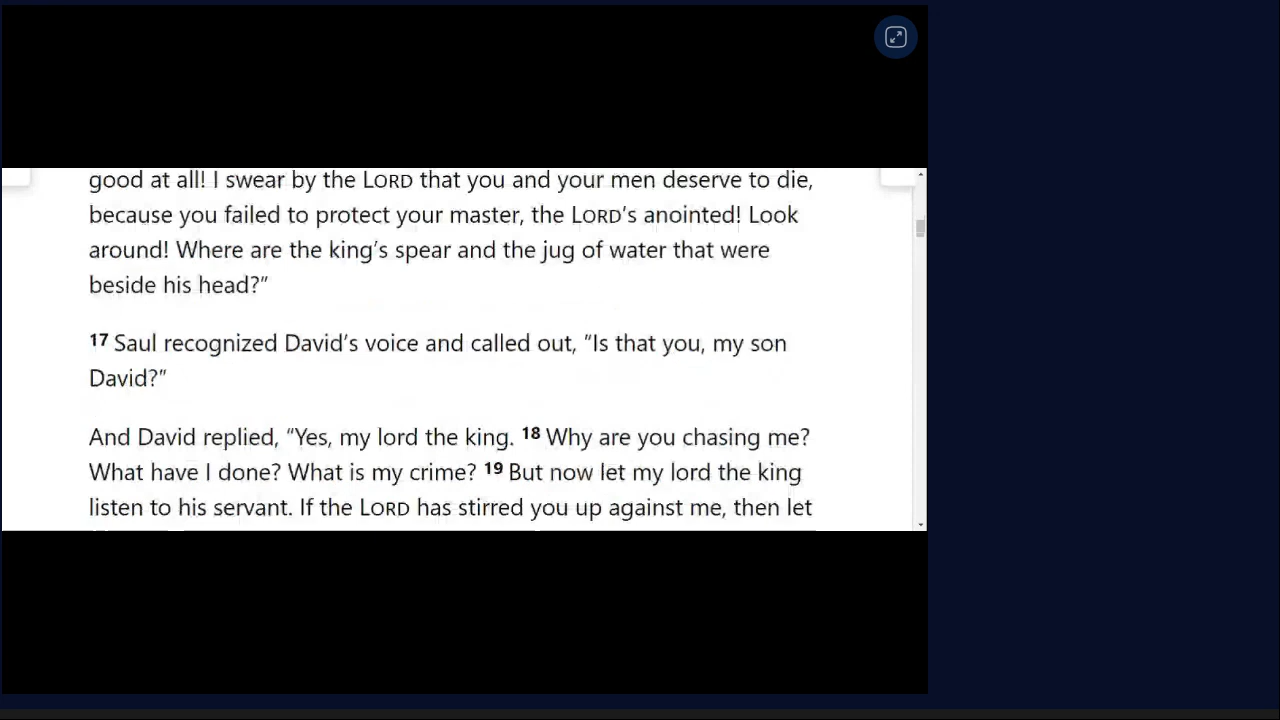 good at all! I swear by the LORD that you and your men deserve to die,
because you failed to protect your master, the LORD’s anointed! Look
around! Where are the king’s spear and the jug of water that were
beside his head?”
17 Saul recognized David’s voice and called out, “Is that you, my son
David?”
And David replied, “Yes, my lord the king. 18 Why are you chasing me?
What have I done? What is my crime? 19 But now let my lord the king
listen to his servant. If the LORD has stirred you up against me, then let